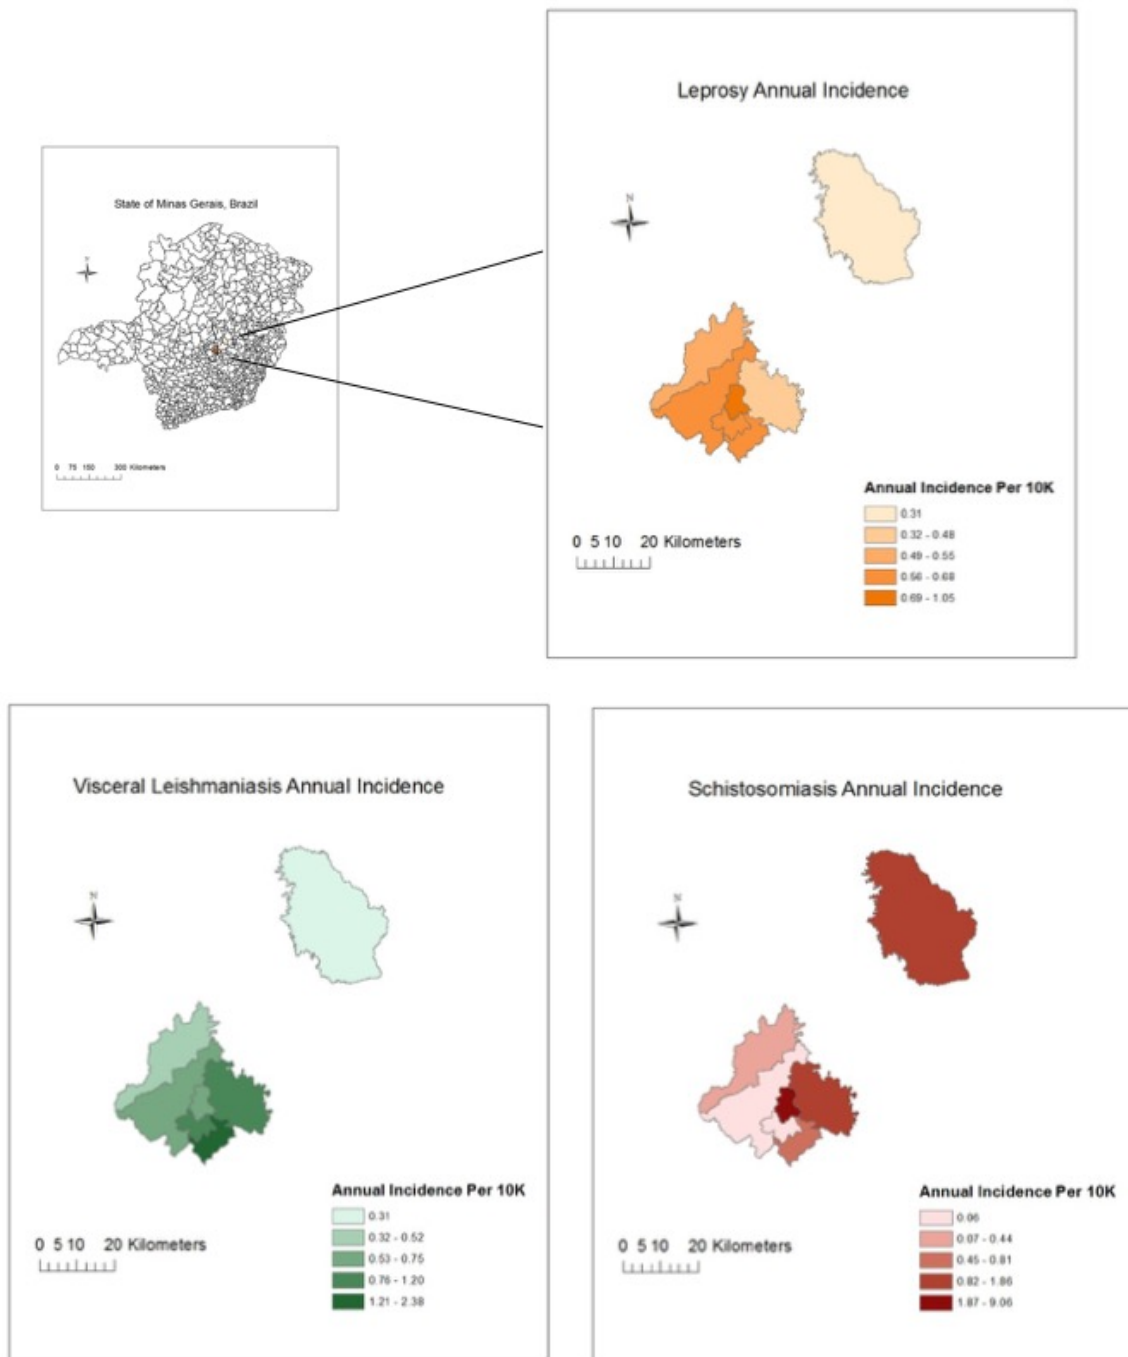 Leprosy Annual Incidence
N
Annual Incidence Per 10K
0.31
0.32 - 0.48
0.49 - 0.55
0.56 - 0.68
0.69 - 1.05
0 5 10 20 Kilometers
State of Minas Gerais, Brazil
0 75 150 300 Kilometers
Visceral Leishmaniasis Annual Incidence
N
Annual Incidence Per 10K
0.31
0.32 - 0.52
0.53 - 0.75
0.76 - 1.20
1.21 - 2.38
0 5 10 20 Kilometers
Schistosomiasis Annual Incidence
N
Annual Incidence Per 10K
0.06
0.07 - 0.44
0.45 - 0.81
0.82 - 1.86
1.87 - 9.06
0 5 10 20 Kilometers